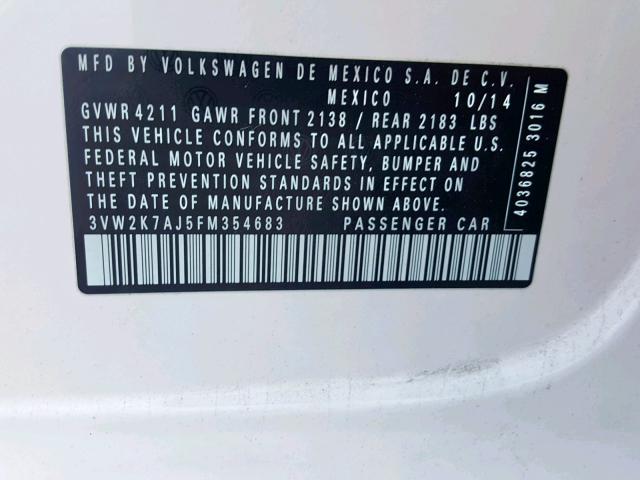 MFD BY VOLKSWAGEN DE MEXICO S.A. DE C.V.
MEXICO 10/14
GVWR 4211 GAWR FRONT 2138 / REAR 2183 LBS
THIS VEHICLE CONFORMS TO ALL APPLICABLE U.S.
FEDERAL MOTOR VEHICLE SAFETY, BUMPER AND
THEFT PREVENTION STANDARDS IN EFFECT ON
THE DATE OF MANUFACTURE SHOWN ABOVE.
3VW2K7AJ5FM354683 PASSENGER CAR
4036825 3016 M